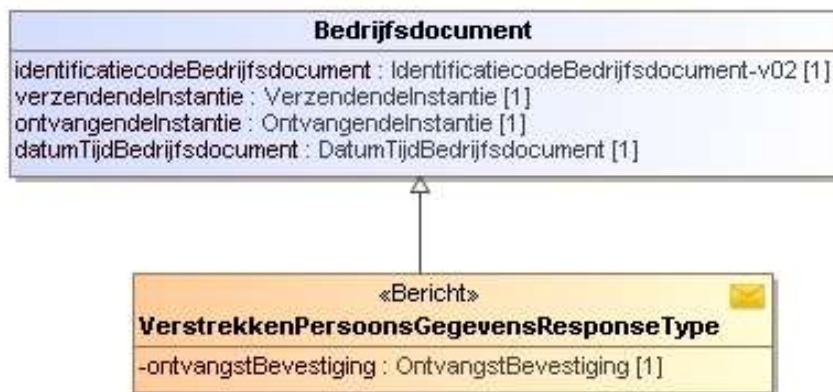 Bedrijfsdocument
identificatiecodeBedrijfsdocument : IdentificatiecodeBedrijfsdocument-v02 [1]
verzendendeInstantie : VerzendendeInstantie [1]
ontvangendeInstantie : OntvangendeInstantie [1]
datumTijdBedrijfsdocument : DatumTijdBedrijfsdocument [1]
«Bericht»
VerstrekkenPersoonsGegevensResponseType
-ontvangstBevestiging : OntvangstBevestiging [1]